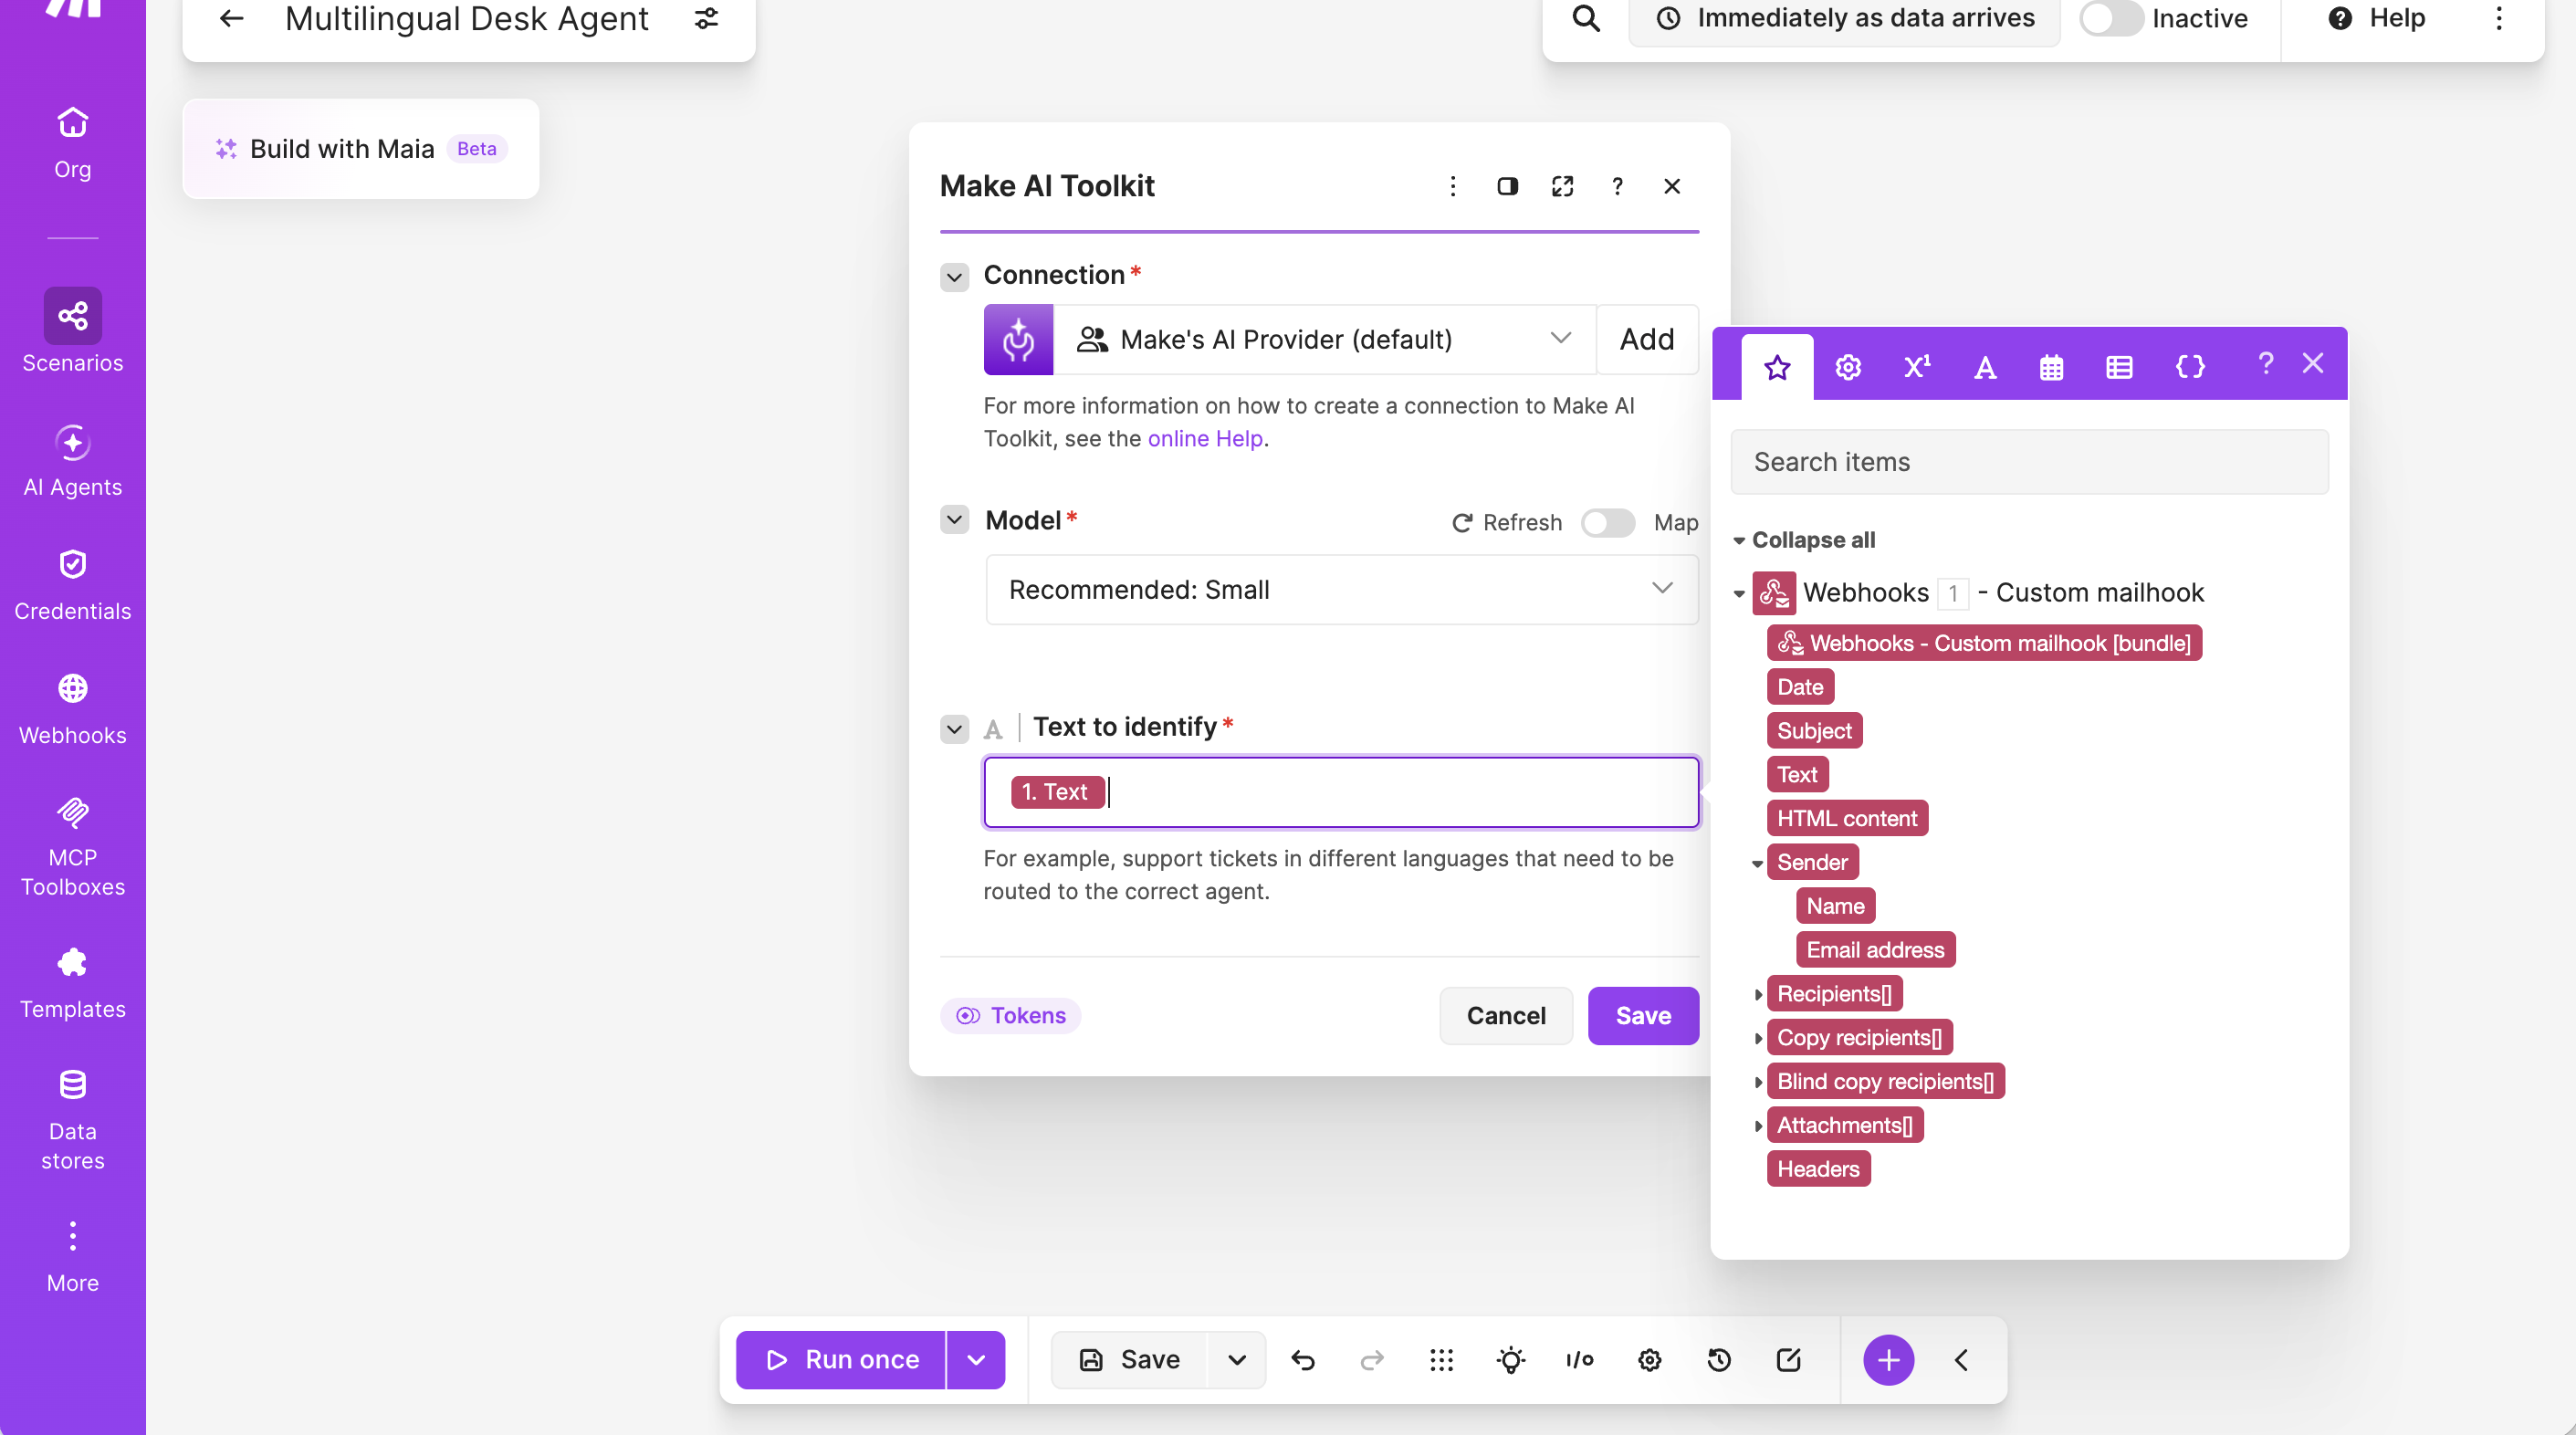 Multilingual Desk Agent
Immediately as data arrives
Inactive
Help
Build with Maia Beta
Org
Scenarios
AI Agents
Credentials
Webhooks
MCP
Toolboxes
Templates
Data
stores
More
Make AI Toolkit
?
Connection*
Make's AI Provider (default)
Add
For more information on how to create a connection to Make AI
Toolkit, see the online Help.
Model*
Refresh
Map
Recommended: Small
A | Text to identify*
1. Text
For example, support tickets in different languages that need to be
routed to the correct agent.
Tokens
Cancel
Save
X¹
A
?
Search items
Collapse all
Webhooks 1 - Custom mailhook
Webhooks - Custom mailhook [bundle]
Date
Subject
Text
HTML content
Sender
Name
Email address
Recipients[]
Copy recipients[]
Blind copy recipients[]
Attachments[]
Headers
Run once
Save
I/O